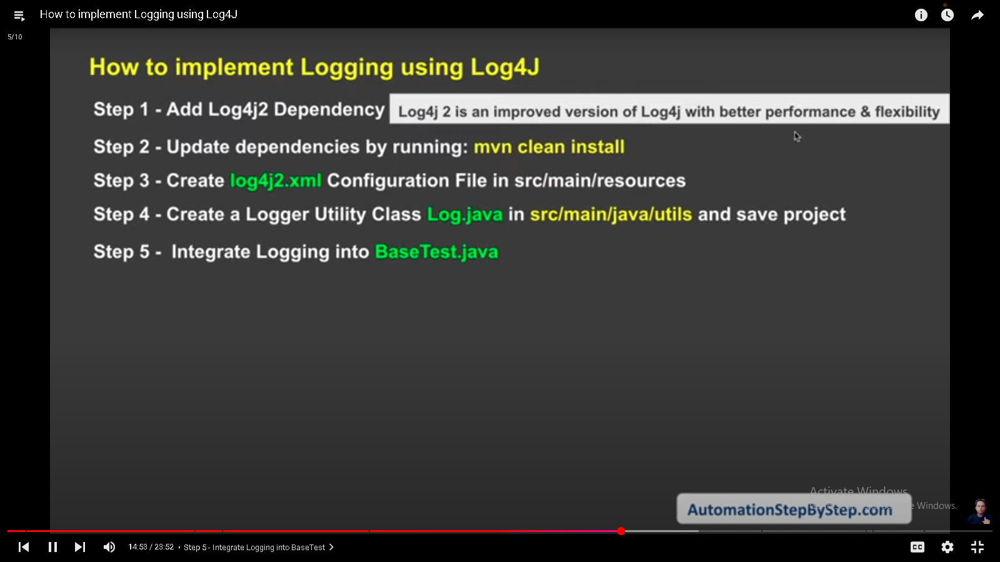 How to implement Logging using Log4J
5/10
How to implement Logging using Log4J
Step 1 - Add Log4j2 Dependency Log4j 2 is an improved version of Log4j with better performance & flexibility
Step 2 - Update dependencies by running: mvn clean install
Step 3 - Create log4j2.xml Configuration File in src/main/resources
Step 4 - Create a Logger Utility Class Log.java in src/main/java/utils and save project
Step 5 - Integrate Logging into BaseTest.java
Activate Windows
AutomationStepByStep.com
Windows.
14:53 / 23:52 • Step 5 - Integrate Logging into BaseTest
CC